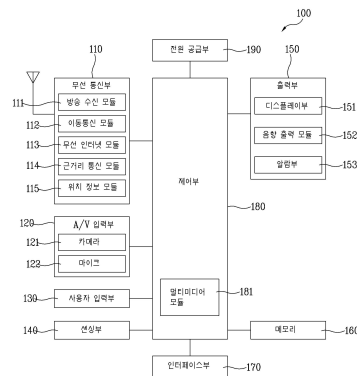 100
110
무선 통신부
111
방송 수신 모듈
112
이동통신 모듈
113
무선 인터넷 모듈
114
근거리 통신 모듈
115
위치 정보 모듈
120
A/V 입력부
121
카메라
122
마이크
130
사용자 입력부
140
센싱부
전원 공급부
190
제어부
180
멀티미디어
모듈
181
인터페이스부
170
150
출력부
디스플레이부
151
음향 출력 모듈
152
알람부
153
메모리
160